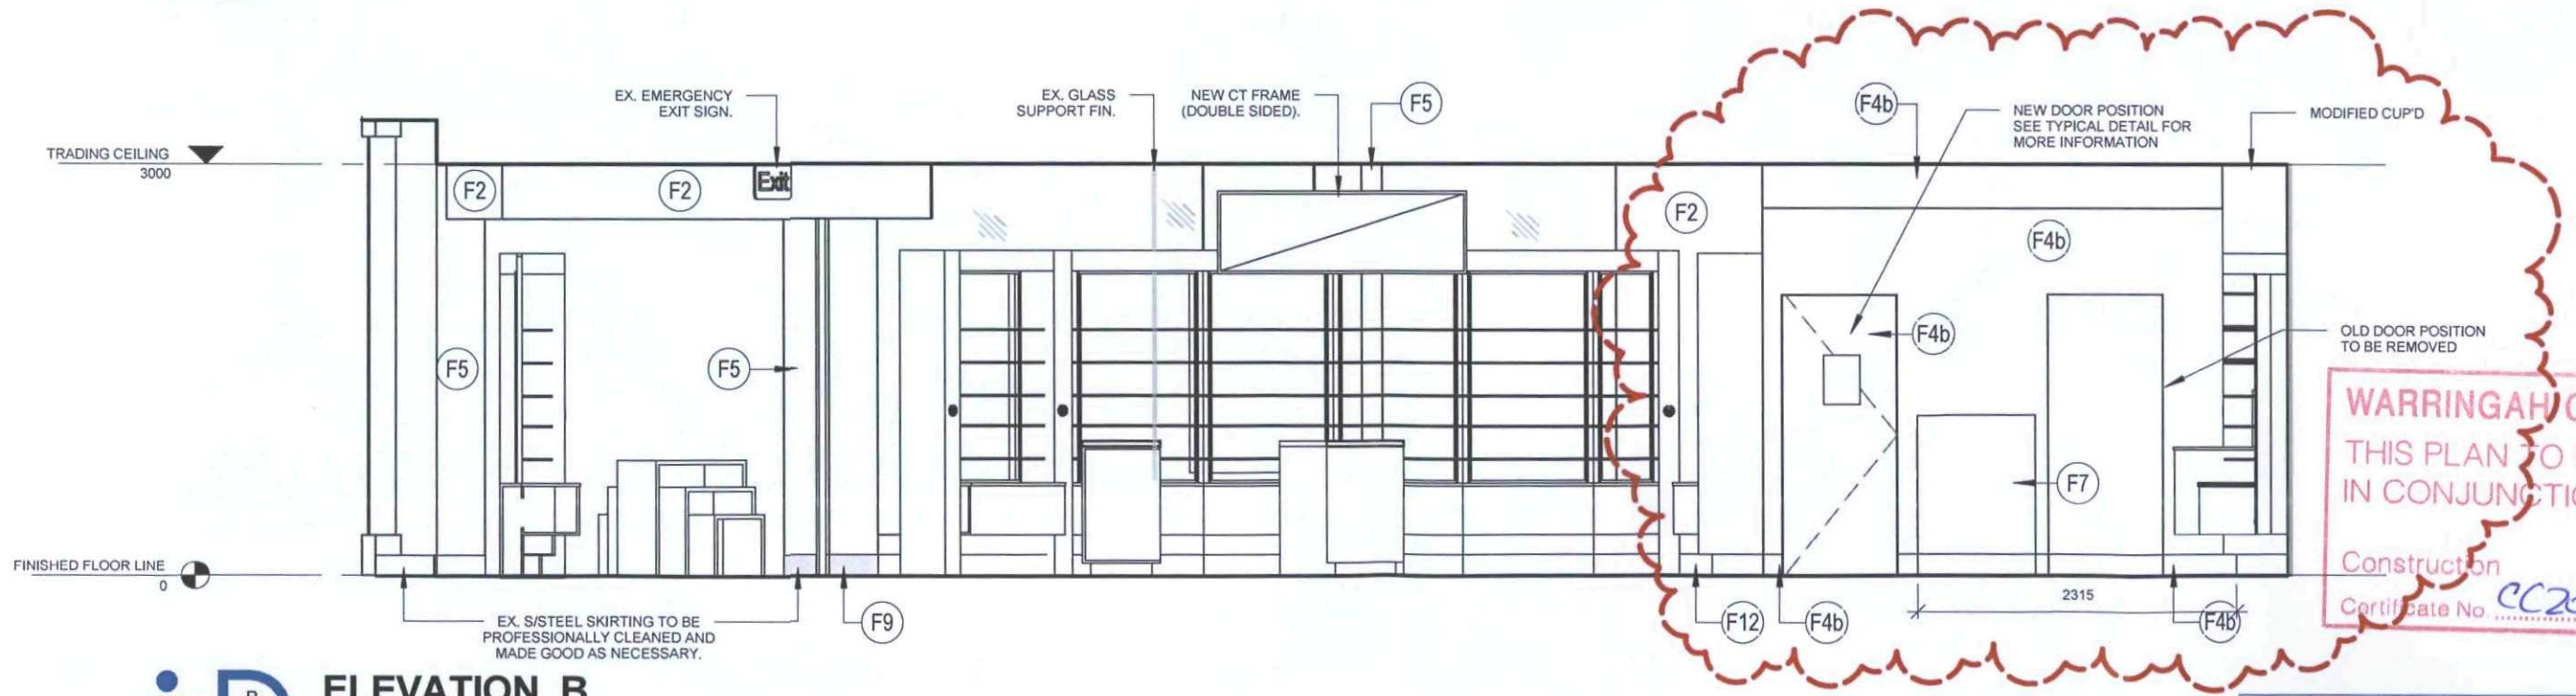 EX. EMERGENCY
EXIT SIGN.
EX. GLASS
SUPPORT FIN.
NEW CT FRAME
(DOUBLE SIDED).
F5
F4b
NEW DOOR POSITION
SEE TYPICAL DETAIL FOR
MORE INFORMATION
MODIFIED CUP'D
TRADING CEILING
3000
F2
F2
Exit
F2
F4b
F5
F5
F4b
OLD DOOR POSITION
TO BE REMOVED
F7
WARRINGAH
THIS PLAN TO
IN CONJUNCTIO
Construction
Certificate No.
FINISHED FLOOR LINE
0
2315
EX. S/STEEL SKIRTING TO BE
PROFESSIONALLY CLEANED AND
MADE GOOD AS NECESSARY.
F9
F12
F4b
F4b
B
ELEVATION B